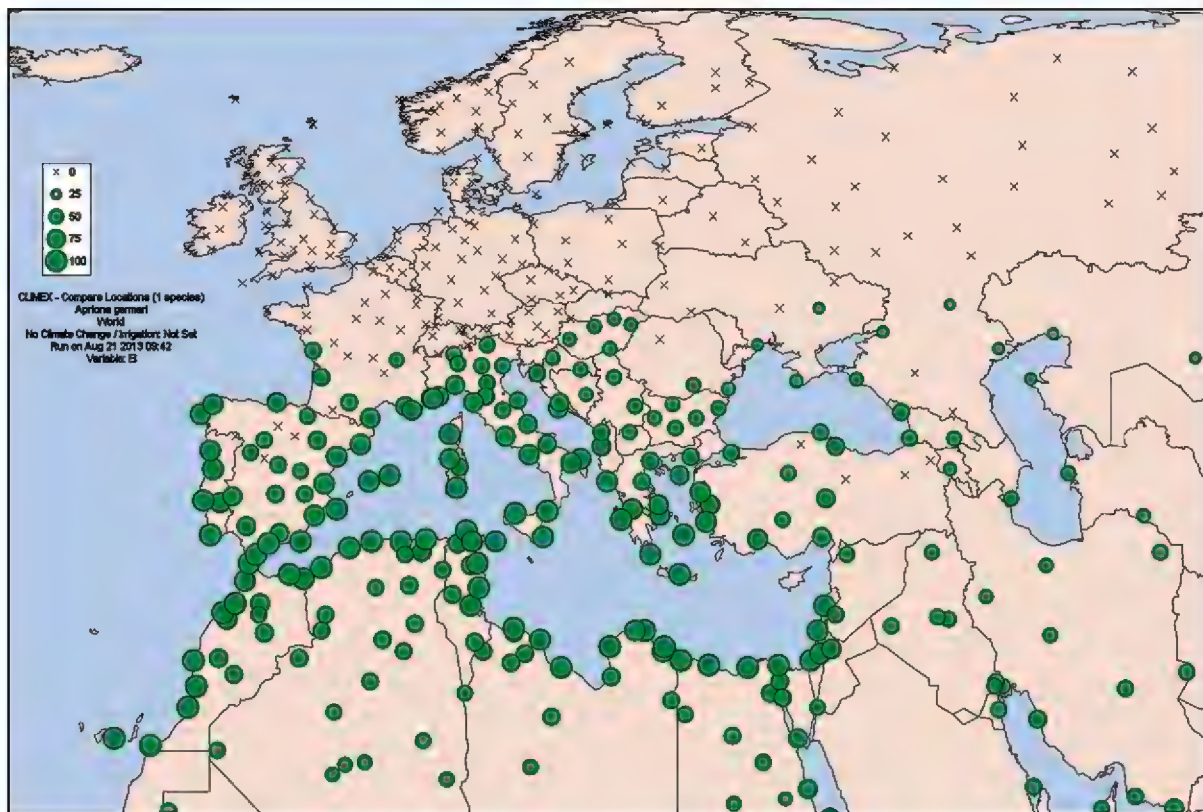 × 0
25
50
75
100
CLIMEX - Compare Locations (1 species)
Apriona germari
World
No Climate Change / Irrigation: Not Set
Run on Aug 21 2013 09:42
Variable: EI